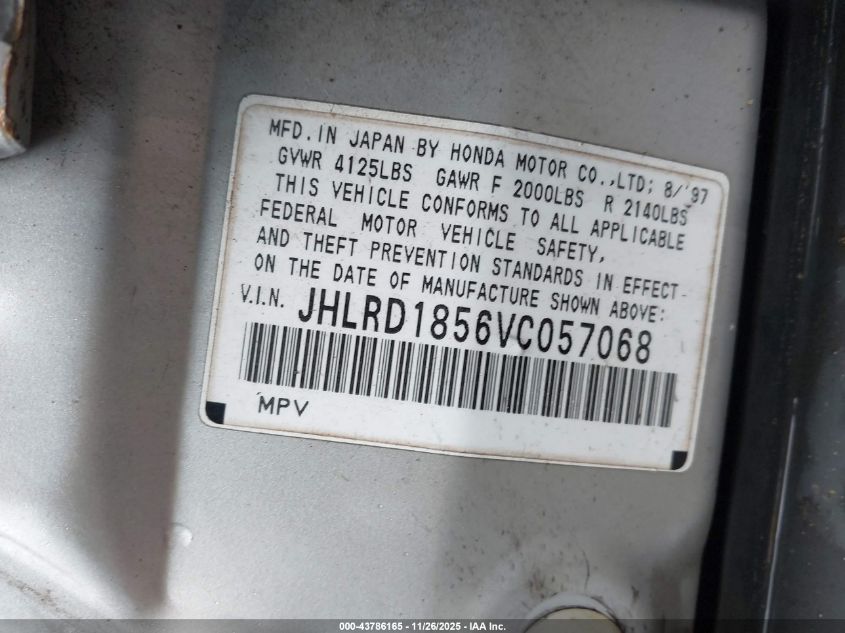 MFD.IN JAPAN BY HONDA MOTOR CO.,LTD; 8/'97
GVWR 4125LBS GAWR F 2000LBS R 2140LBS
THIS VEHICLE CONFORMS TO ALL APPLICABLE
FEDERAL MOTOR VEHICLE SAFETY,
AND THEFT PREVENTION STANDARDS IN EFFECT
ON THE DATE OF MANUFACTURE SHOWN ABOVE:
V.I.N. JHLRD1856VC057068
MPV
000-43786165 - 11/26/2025 - IAA Inc.